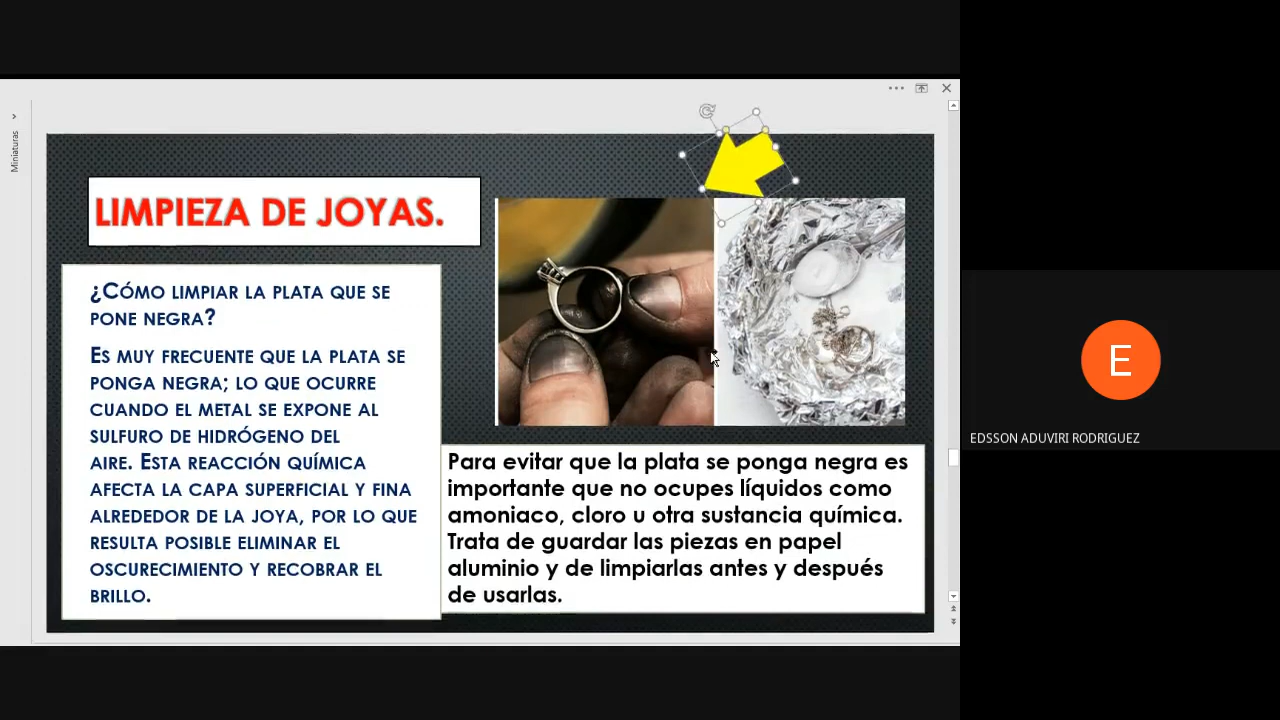 Miniaturas
LIMPIEZA DE JOYAS.
¿CÓMO LIMPIAR LA PLATA QUE SE
PONE NEGRA?
ES MUY FRECUENTE QUE LA PLATA SE
PONGA NEGRA; LO QUE OCURRE
CUANDO EL METAL SE EXPONE AL
SULFURO DE HIDRÓGENO DEL
AIRE. ESTA REACCIÓN QUÍMICA
AFECTA LA CAPA SUPERFICIAL Y FINA
ALREDEDOR DE LA JOYA, POR LO QUE
RESULTA POSIBLE ELIMINAR EL
OSCURECIMIENTO Y RECOBRAR EL
BRILLO.
Para evitar que la plata se ponga negra es
importante que no ocupes líquidos como
amoniaco, cloro u otra sustancia química.
Trata de guardar las piezas en papel
aluminio y de limpiarlas antes y después
de usarlas.
E
EDSSON ADUVIRI RODRIGUEZ